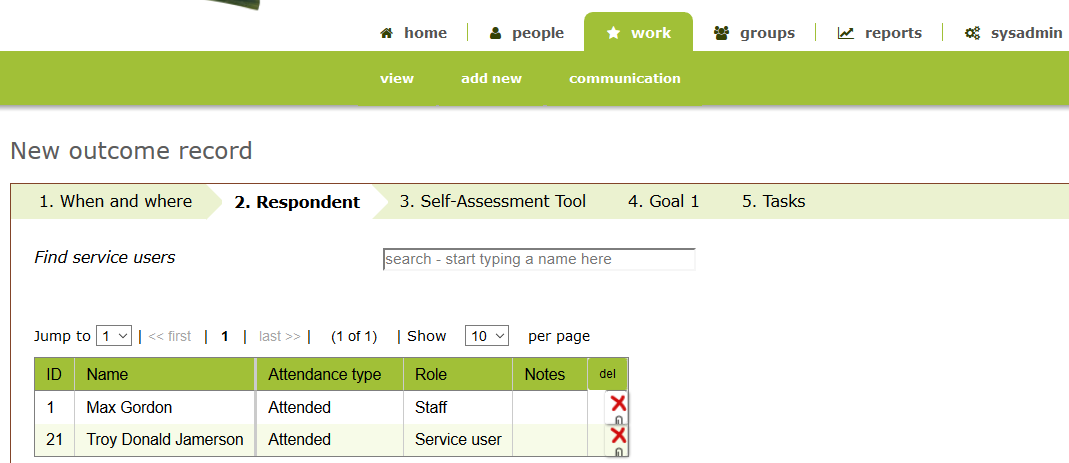 home people work groups reports sysadmin
view add new communication
New outcome record
1. When and where 2. Respondent 3. Self-Assessment Tool 4. Goal 1 5. Tasks
Find service users search - start typing a name here
Jump to 1 | << first | 1 | last >> | (1 of 1) | Show 10 per page
ID Name Attendance type Role Notes del
1 Max Gordon Attended Staff
21 Troy Donald Jamerson Attended Service user